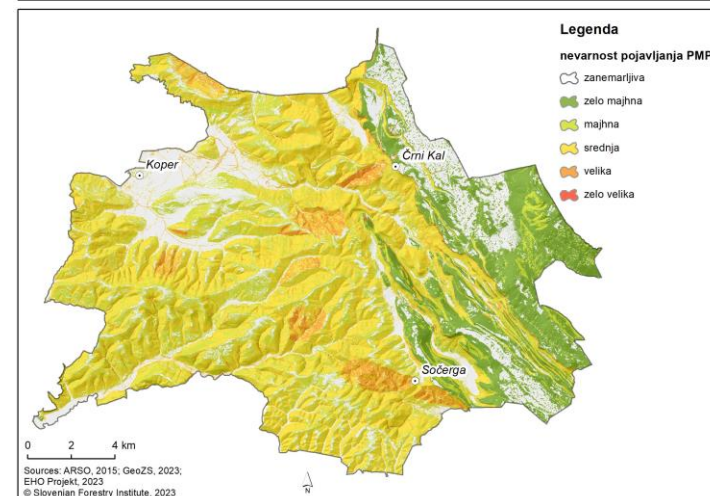 Legenda
nevarnost pojavljanja PMP
zanemarljiva
zelo majhna
majhna
srednja
velika
zelo velika
Koper
Črni Kal
Sočerga
0 2 4 km
Sources: ARSO, 2015; GeoZS, 2023;
EHO Projekt, 2023
© Slovenian Forestry Institute, 2023
N